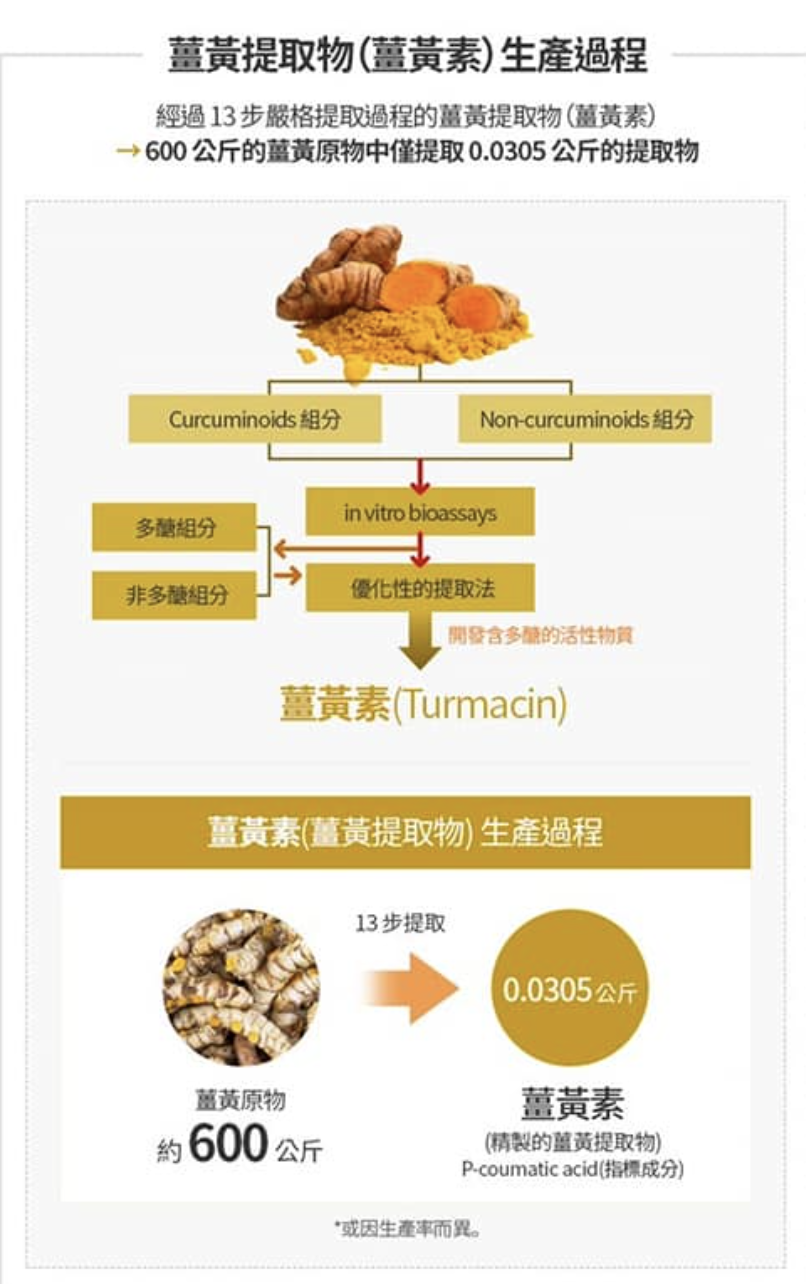 薑黃提取物(薑黃素)生產過程
經過 13 步嚴格提取過程的薑黃提取物(薑黃素)
→ 600 公斤的薑黃原物中僅提取 0.0305 公斤的提取物
Curcuminoids 組分
Non-curcuminoids 組分
in vitro bioassays
多醣組分
非多醣組分
優化性的提取法
開發含多醣的活性物質
薑黃素(Turmacin)
薑黃素(薑黃提取物) 生產過程
13 步提取
0.0305 公斤
薑黃原物
約 600 公斤
薑黃素
(精製的薑黃提取物)
P-coumatic acid(指標成分)
*或因生產率而異。